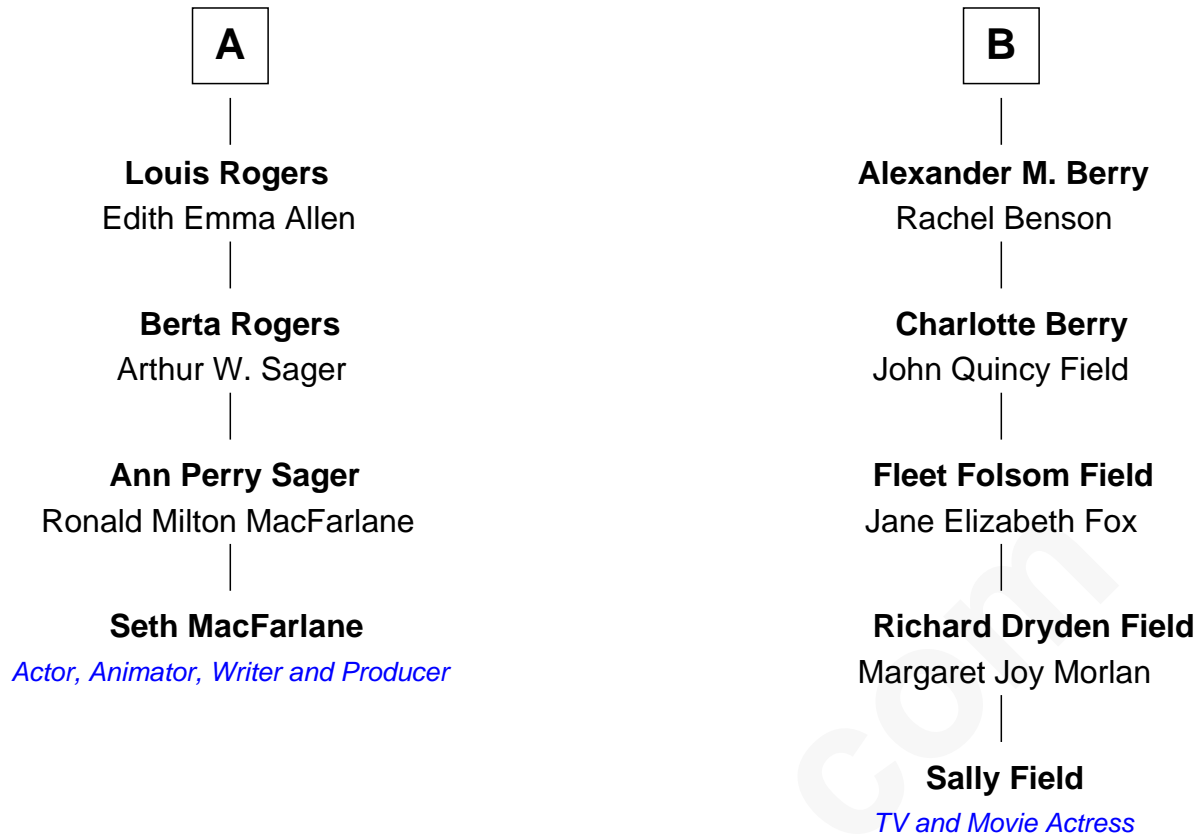 A
Louis Rogers
Edith Emma Allen
Berta Rogers
Arthur W. Sager
Ann Perry Sager
Ronald Milton MacFarlane
Seth MacFarlane
Actor, Animator, Writer and Producer
B
Alexander M. Berry
Rachel Benson
Charlotte Berry
John Quincy Field
Fleet Folsom Field
Jane Elizabeth Fox
Richard Dryden Field
Margaret Joy Morlan
Sally Field
TV and Movie Actress
com